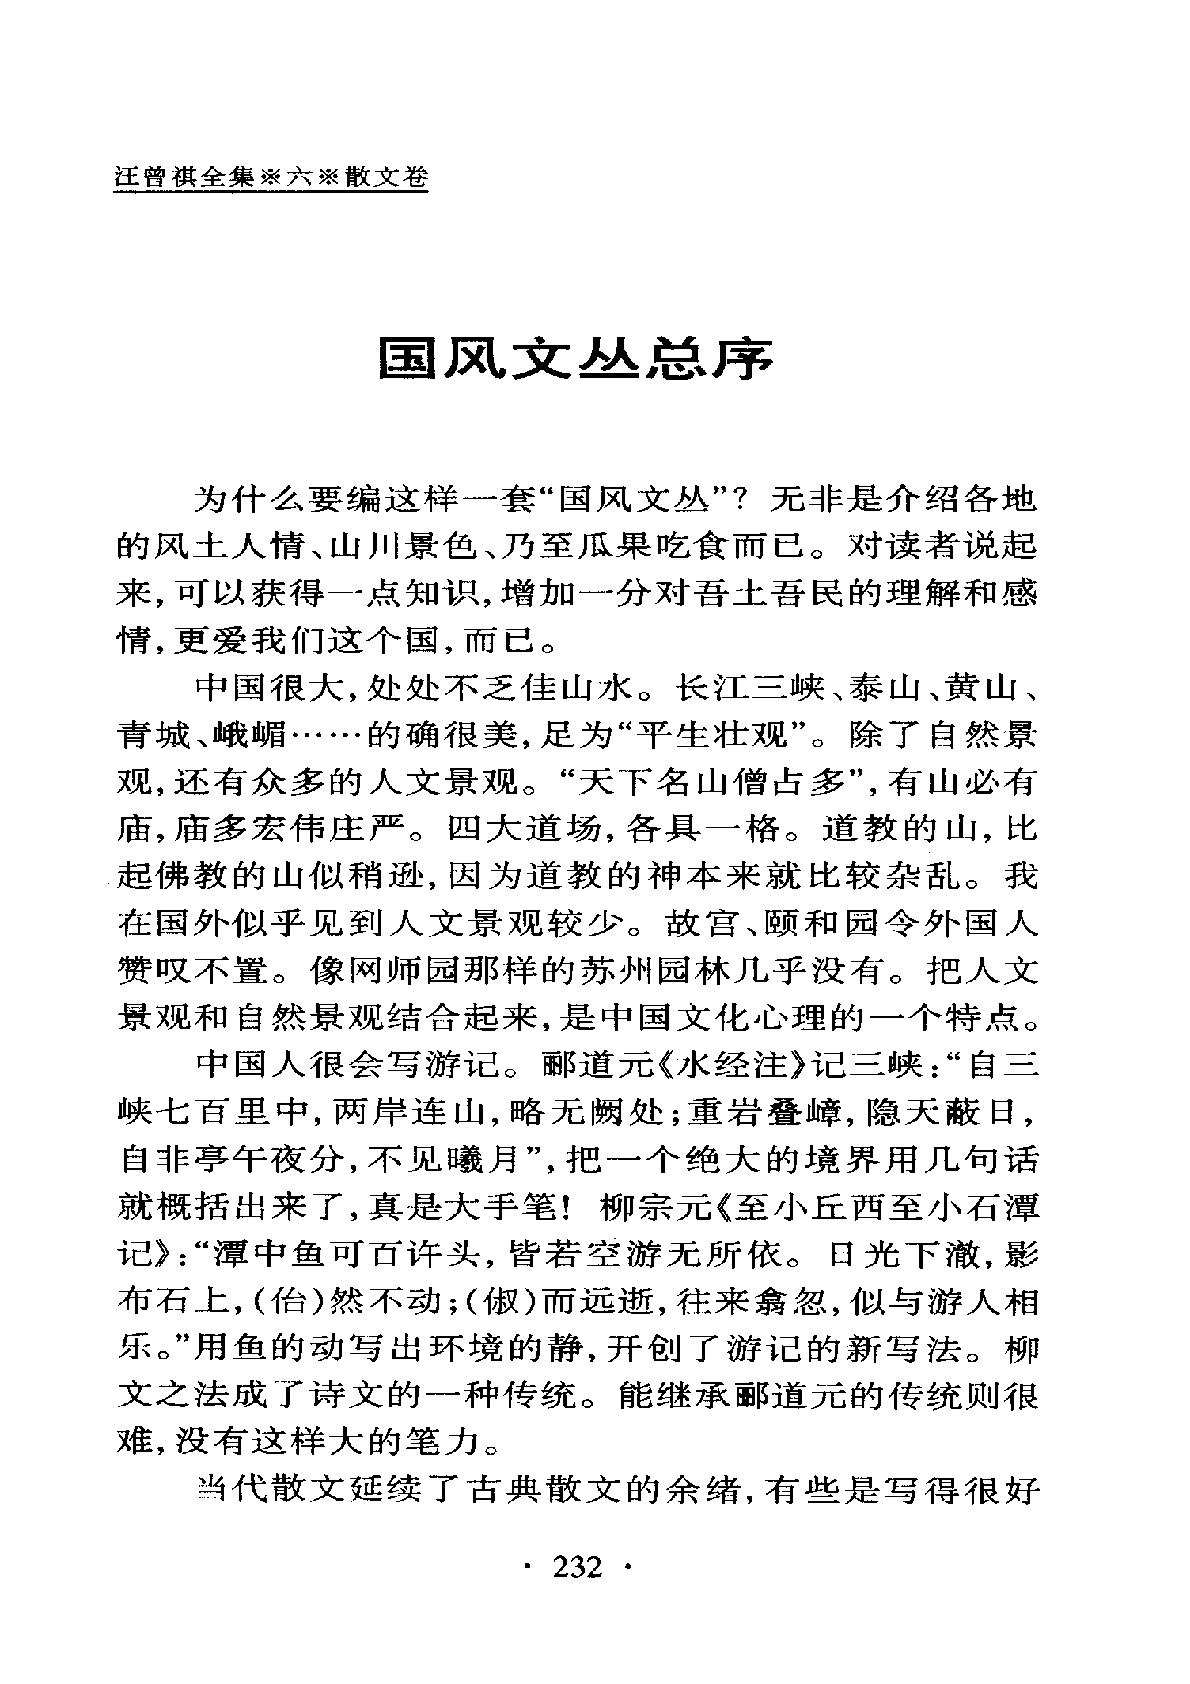 汪曾祺全集※六※散文卷
国风文丛总序
为什么要编这样一套“国风文丛”？无非是介绍各地
的风土人情、山川景色、乃至瓜果吃食而已。对读者说起
来，可以获得一点知识，增加一分对吾土吾民的理解和感
情，更爱我们这个国，而已。
中国很大，处处不乏佳山水。长江三峡、泰山、黄山、
青城、峨嵋……的确很美，足为“平生壮观”。除了自然景
观，还有众多的人文景观。“天下名山僧占多”，有山必有
庙，庙多宏伟庄严。四大道场，各具一格。道教的山，比
起佛教的山似稍逊，因为道教的神本来就比较杂乱。我
在国外似乎见到人文景观较少。故宫、颐和园令外国人
赞叹不置。像网师园那样的苏州园林几乎没有。把人文
景观和自然景观结合起来，是中国文化心理的一个特点。
中国人很会写游记。郦道元《水经注》记三峡：“自三
峡七百里中，两岸连山，略无阙处；重岩叠嶂，隐天蔽日，
自非亭午夜分，不见曦月”，把一个绝大的境界用几句话
就概括出来了，真是大手笔！柳宗元《至小丘西至小石潭
记》：“潭中鱼可百许头，皆若空游无所依。日光下澈，影
布石上，（佁）然不动；（俶）而远逝，往来翕忽，似与游人相
乐。”用鱼的动写出环境的静，开创了游记的新写法。柳
文之法成了诗文的一种传统。能继承郦道元的传统则很
难，没有这样大的笔力。
当代散文延续了古典散文的余绪，有些是写得很好
· 232 ·